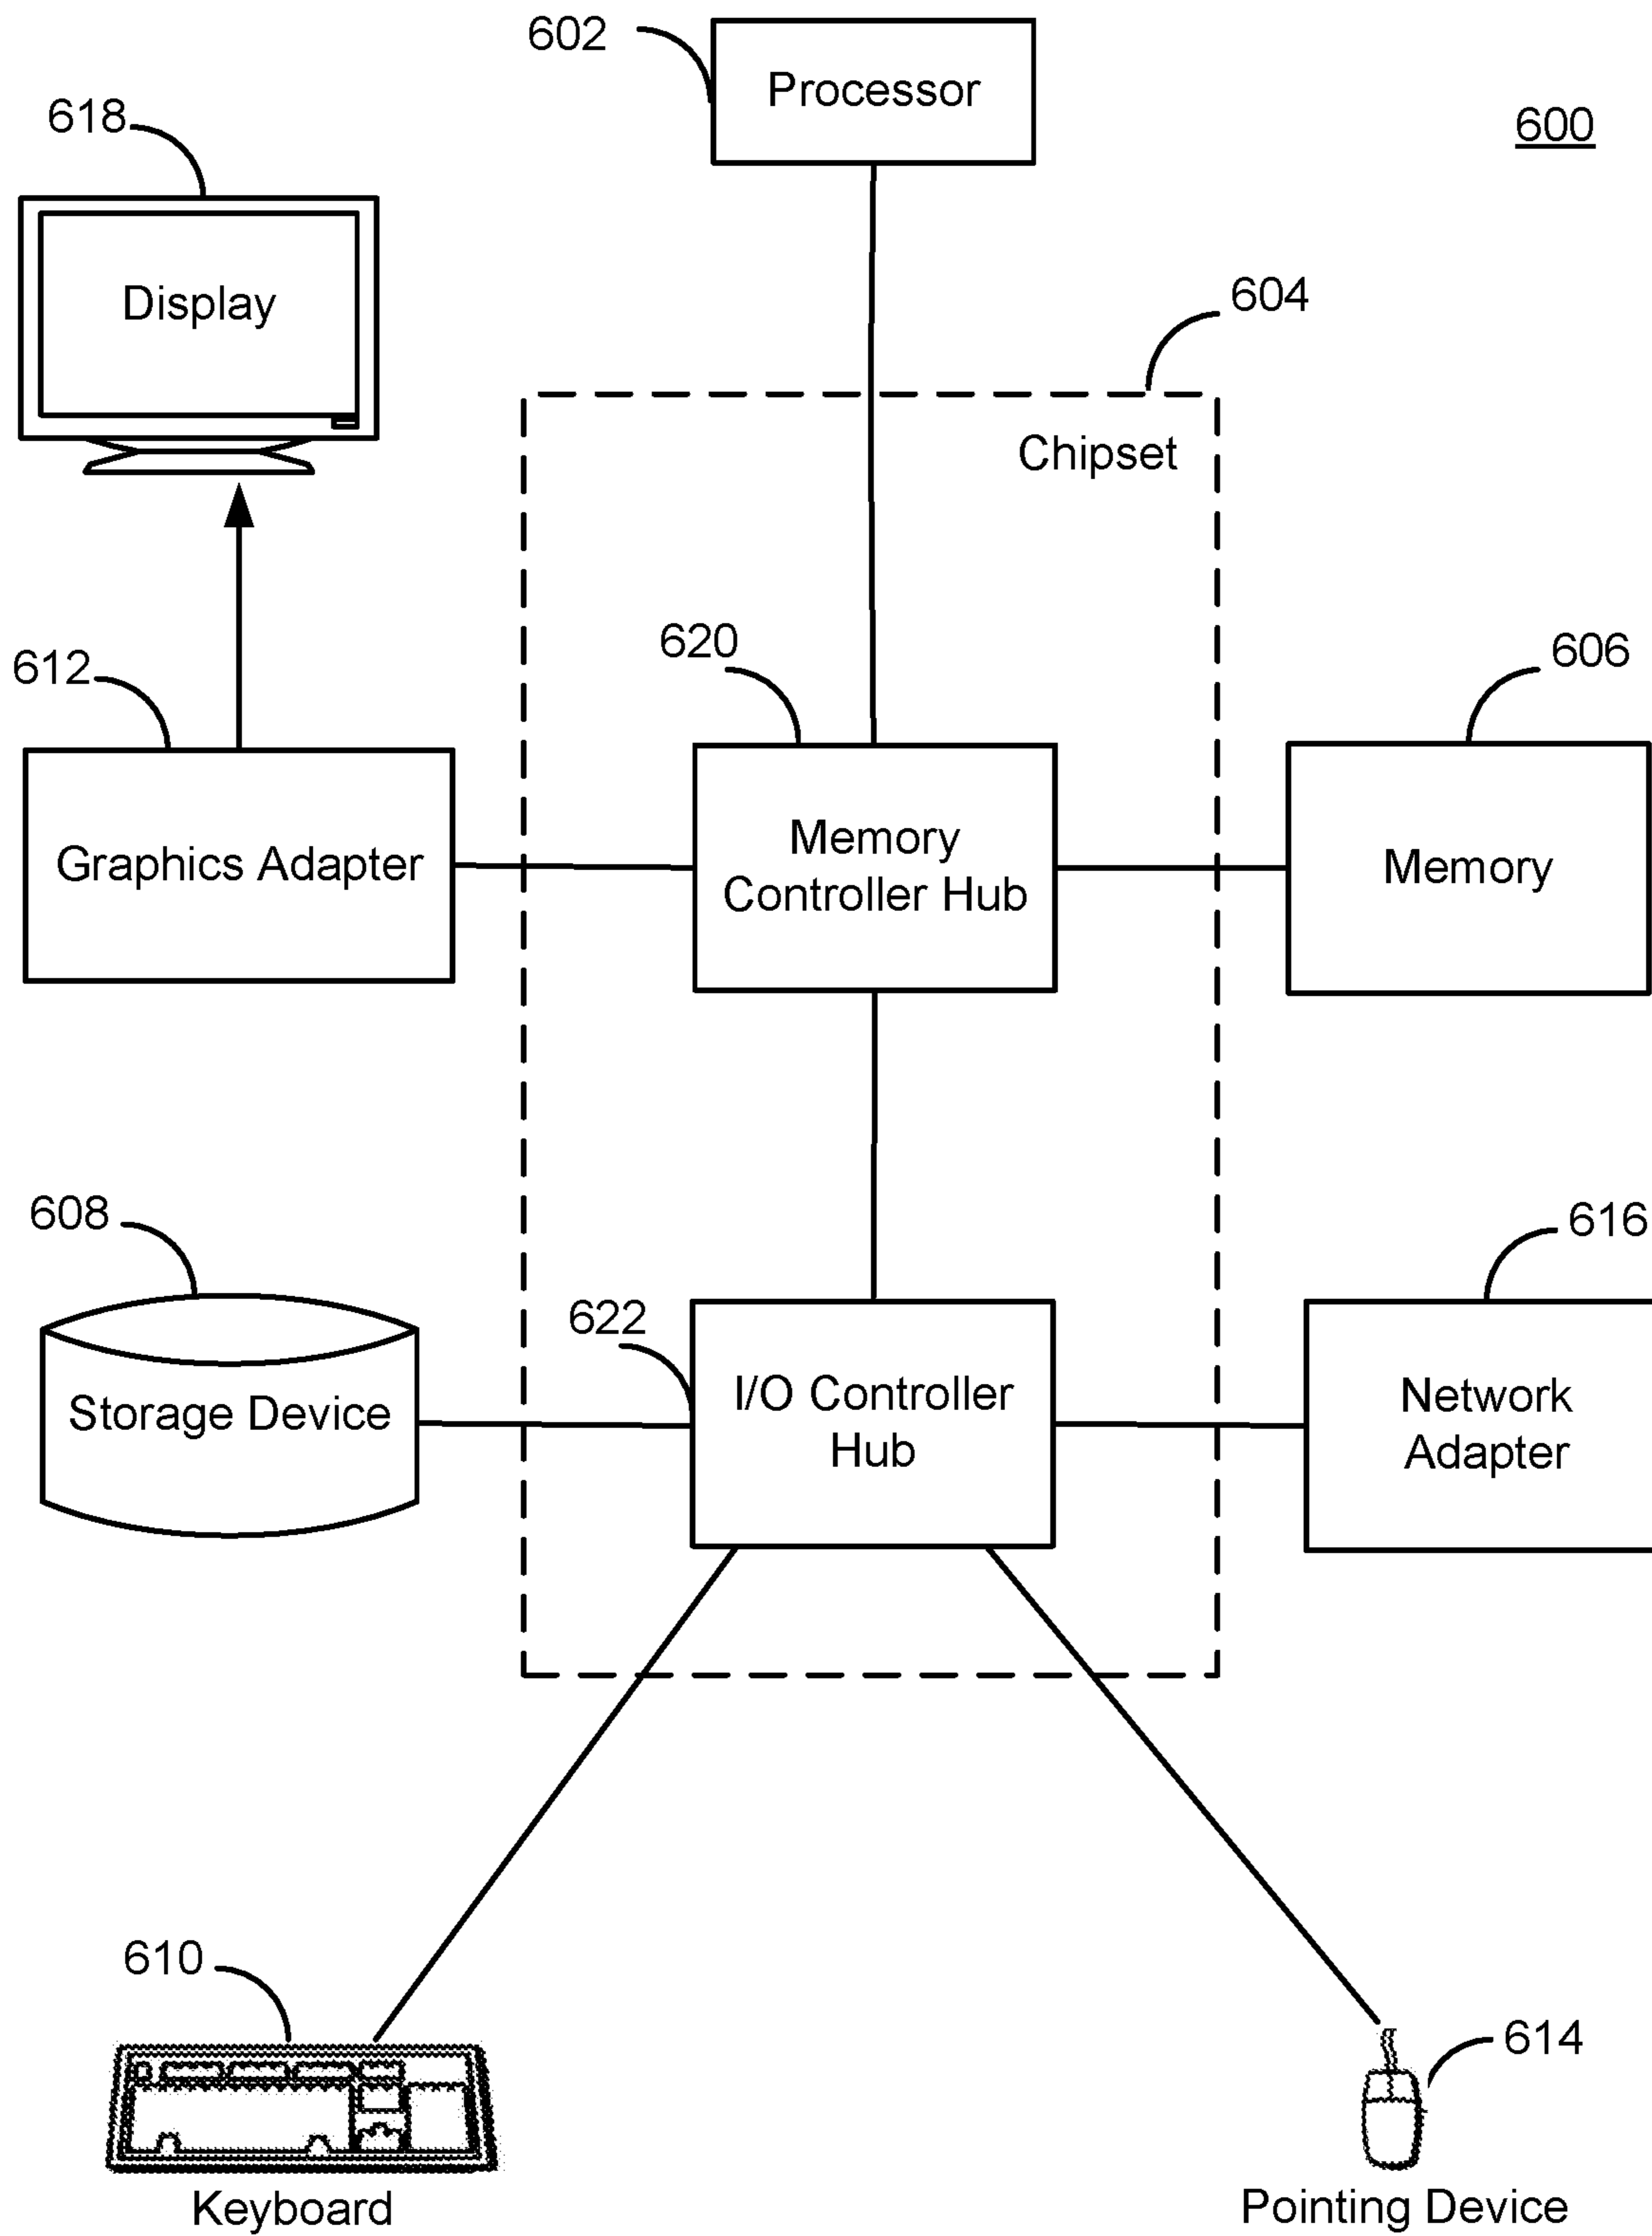 602
Processor
600
618
Display
604
Chipset
620
606
612
Memory
Controller Hub
Graphics Adapter
Memory
608
616
622
I/O Controller
Hub
Storage Device
Network
Adapter
610
614
Keyboard
Pointing Device